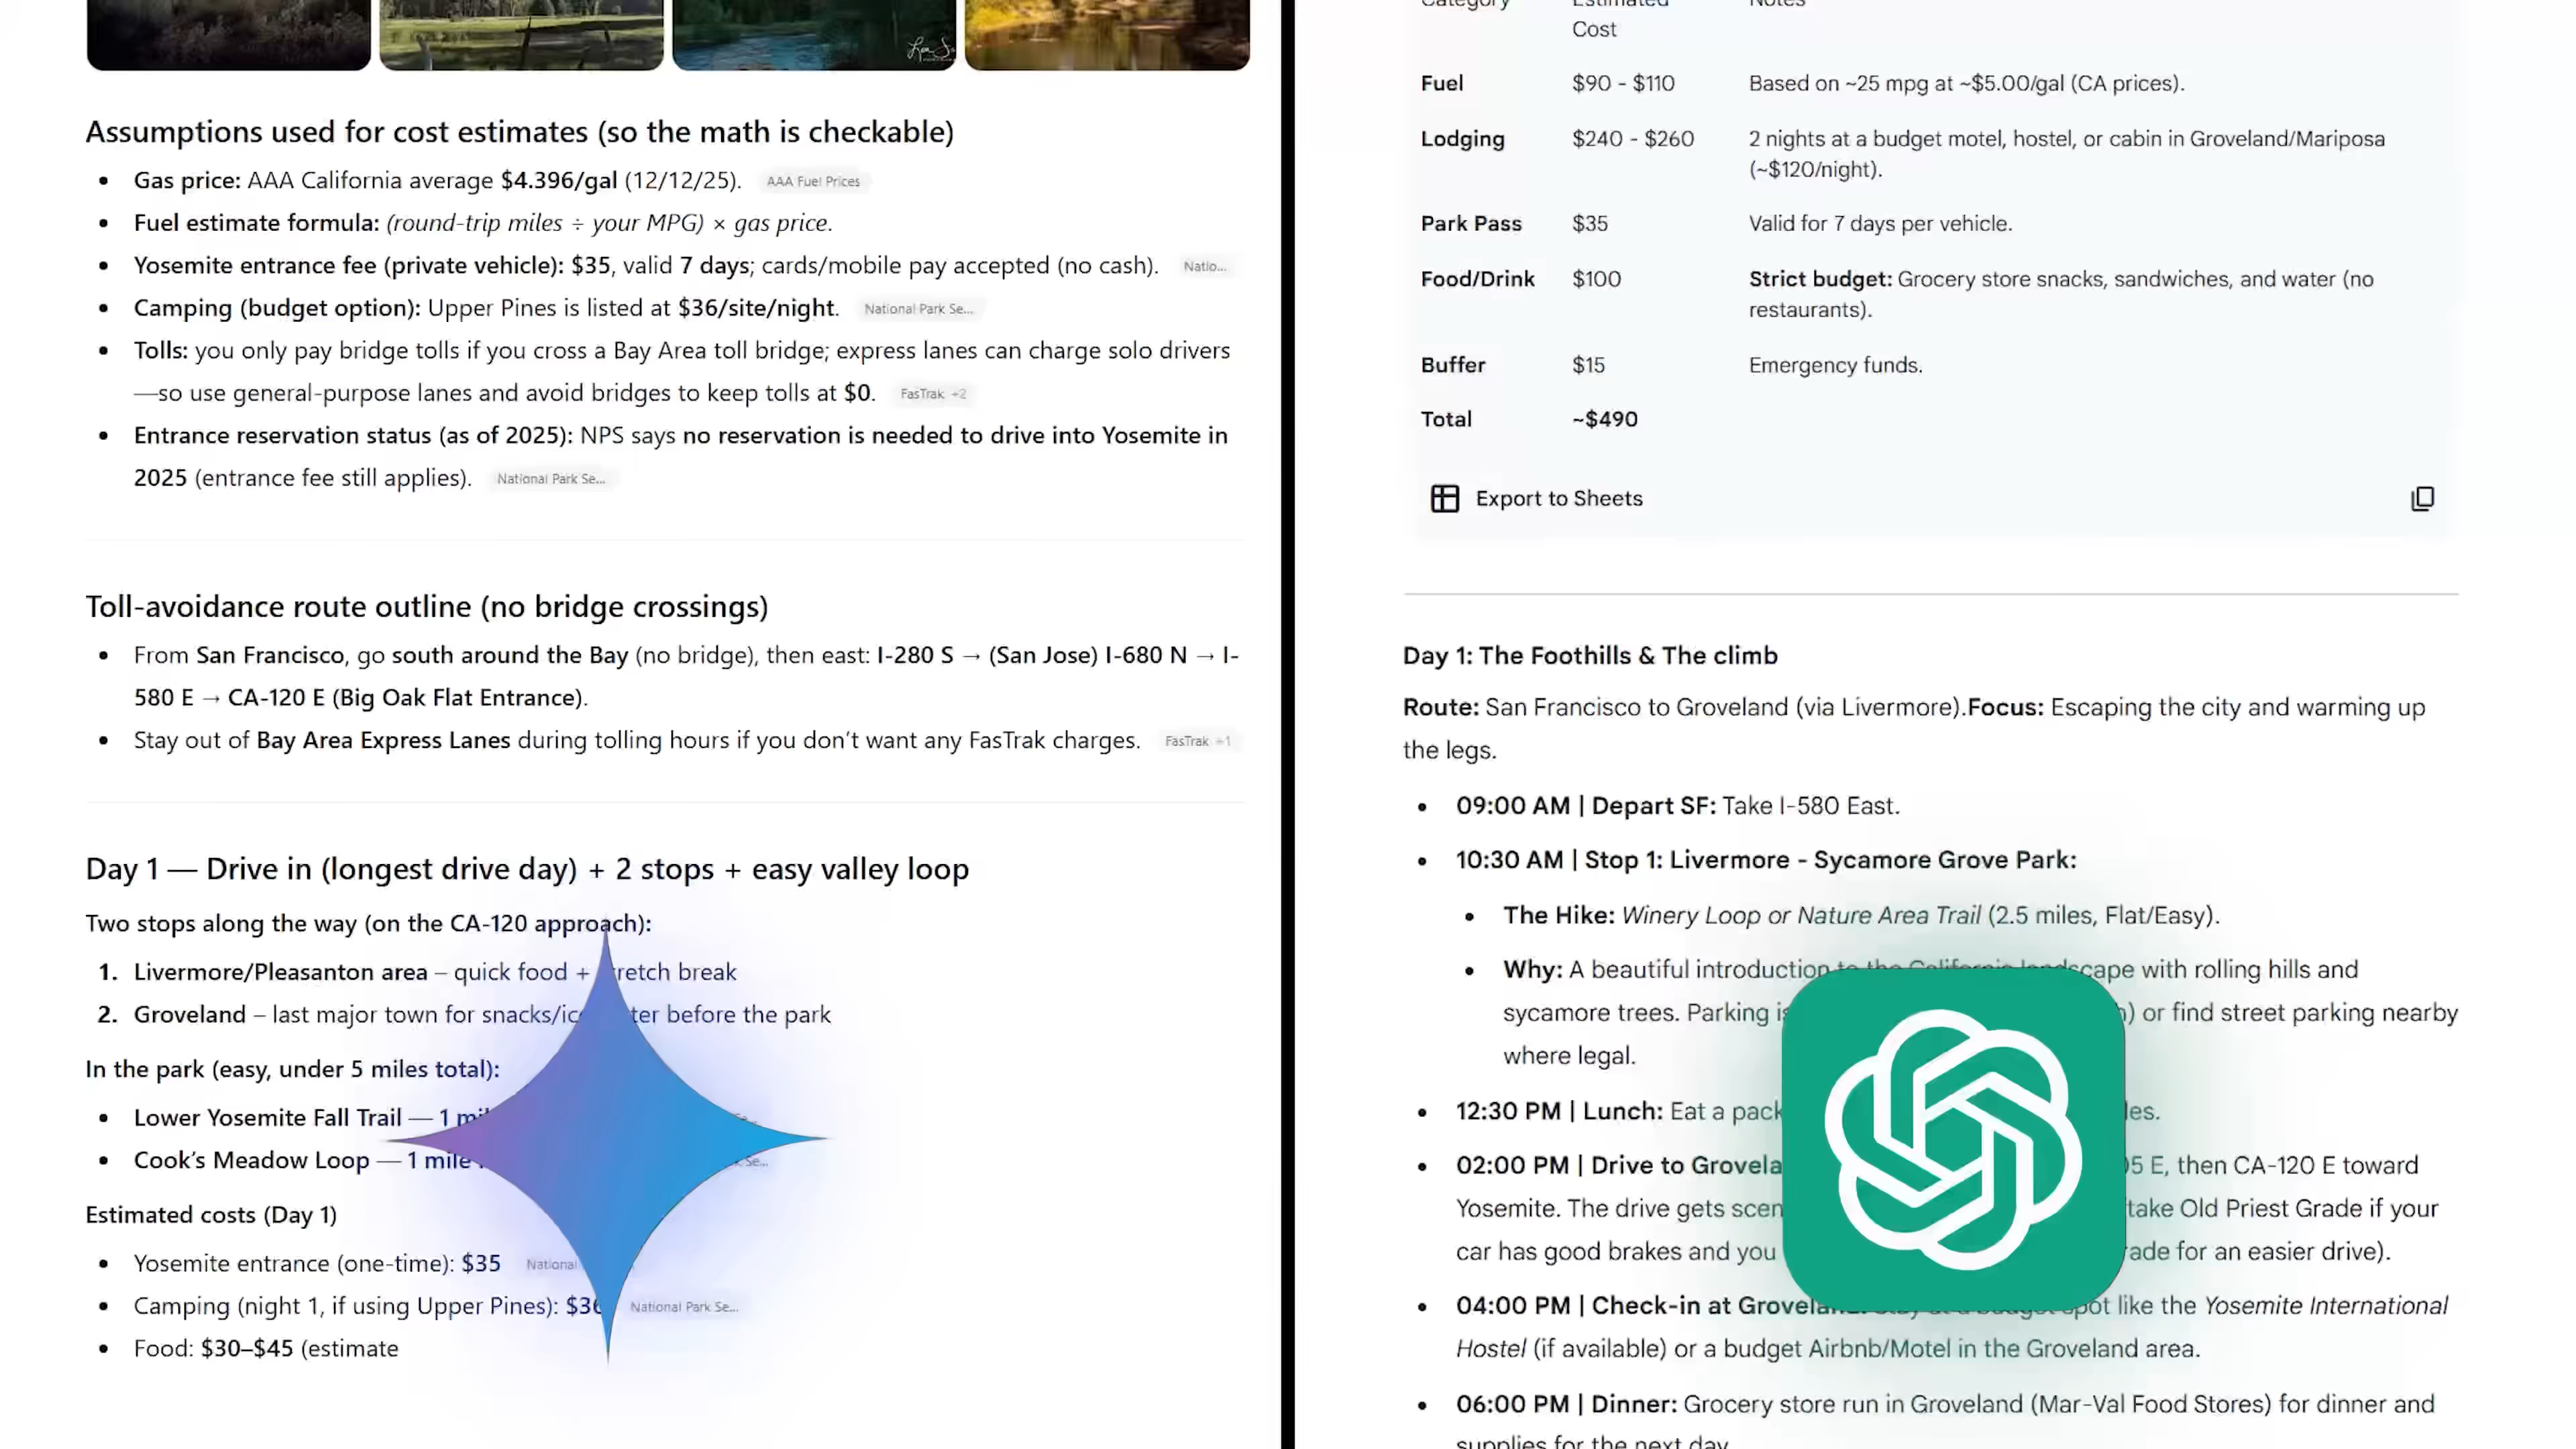 Assumptions used for cost estimates (so the math is checkable)
• Gas price: AAA California average $4.396/gal (12/12/25). AAA Fuel Prices
• Fuel estimate formula: (round-trip miles ÷ your MPG) × gas price.
• Yosemite entrance fee (private vehicle): $35, valid 7 days; cards/mobile pay accepted (no cash). Natio...
• Camping (budget option): Upper Pines is listed at $36/site/night. National Park Se...
• Tolls: you only pay bridge tolls if you cross a Bay Area toll bridge; express lanes can charge solo drivers
—so use general-purpose lanes and avoid bridges to keep tolls at $0. FasTrak +2
• Entrance reservation status (as of 2025): NPS says no reservation is needed to drive into Yosemite in
2025 (entrance fee still applies). National Park Se...
Toll-avoidance route outline (no bridge crossings)
• From San Francisco, go south around the Bay (no bridge), then east: I-280 S → (San Jose) I-680 N → I-
580 E → CA-120 E (Big Oak Flat Entrance).
• Stay out of Bay Area Express Lanes during tolling hours if you don't want any FasTrak charges. FasTrak +1
Day 1 — Drive in (longest drive day) + 2 stops + easy valley loop
Two stops along the way (on the CA-120 approach):
1. Livermore/Pleasanton area – quick food + retch break
2. Groveland – last major town for snacks/ic ter before the park
In the park (easy, under 5 miles total):
• Lower Yosemite Fall Trail — 1 mil
• Cook's Meadow Loop — 1 mile
Estimated costs (Day 1)
• Yosemite entrance (one-time): $35 National
• Camping (night 1, if using Upper Pines): $36 National Park Se...
• Food: $30–$45 (estimate
Category Estimated Notes
Cost
Fuel $90 - $110 Based on ~25 mpg at ~$5.00/gal (CA prices).
Lodging $240 - $260 2 nights at a budget motel, hostel, or cabin in Groveland/Mariposa
(~$120/night).
Park Pass $35 Valid for 7 days per vehicle.
Food/Drink $100 Strict budget: Grocery store snacks, sandwiches, and water (no
restaurants).
Buffer $15 Emergency funds.
Total ~$490
Export to Sheets
Day 1: The Foothills & The climb
Route: San Francisco to Groveland (via Livermore).Focus: Escaping the city and warming up
the legs.
• 09:00 AM | Depart SF: Take I-580 East.
• 10:30 AM | Stop 1: Livermore - Sycamore Grove Park:
• The Hike: Winery Loop or Nature Area Trail (2.5 miles, Flat/Easy).
• Why: A beautiful introduction to the California landscape with rolling hills and
sycamore trees. Parking is ) or find street parking nearby
where legal.
• 12:30 PM | Lunch: Eat a pack les.
• 02:00 PM | Drive to Grovela 5 E, then CA-120 E toward
Yosemite. The drive gets scen take Old Priest Grade if your
car has good brakes and you ade for an easier drive).
• 04:00 PM | Check-in at Groveland: Stay at a budget spot like the Yosemite International
Hostel (if available) or a budget Airbnb/Motel in the Groveland area.
• 06:00 PM | Dinner: Grocery store run in Groveland (Mar-Val Food Stores) for dinner and
supplies for the next day.